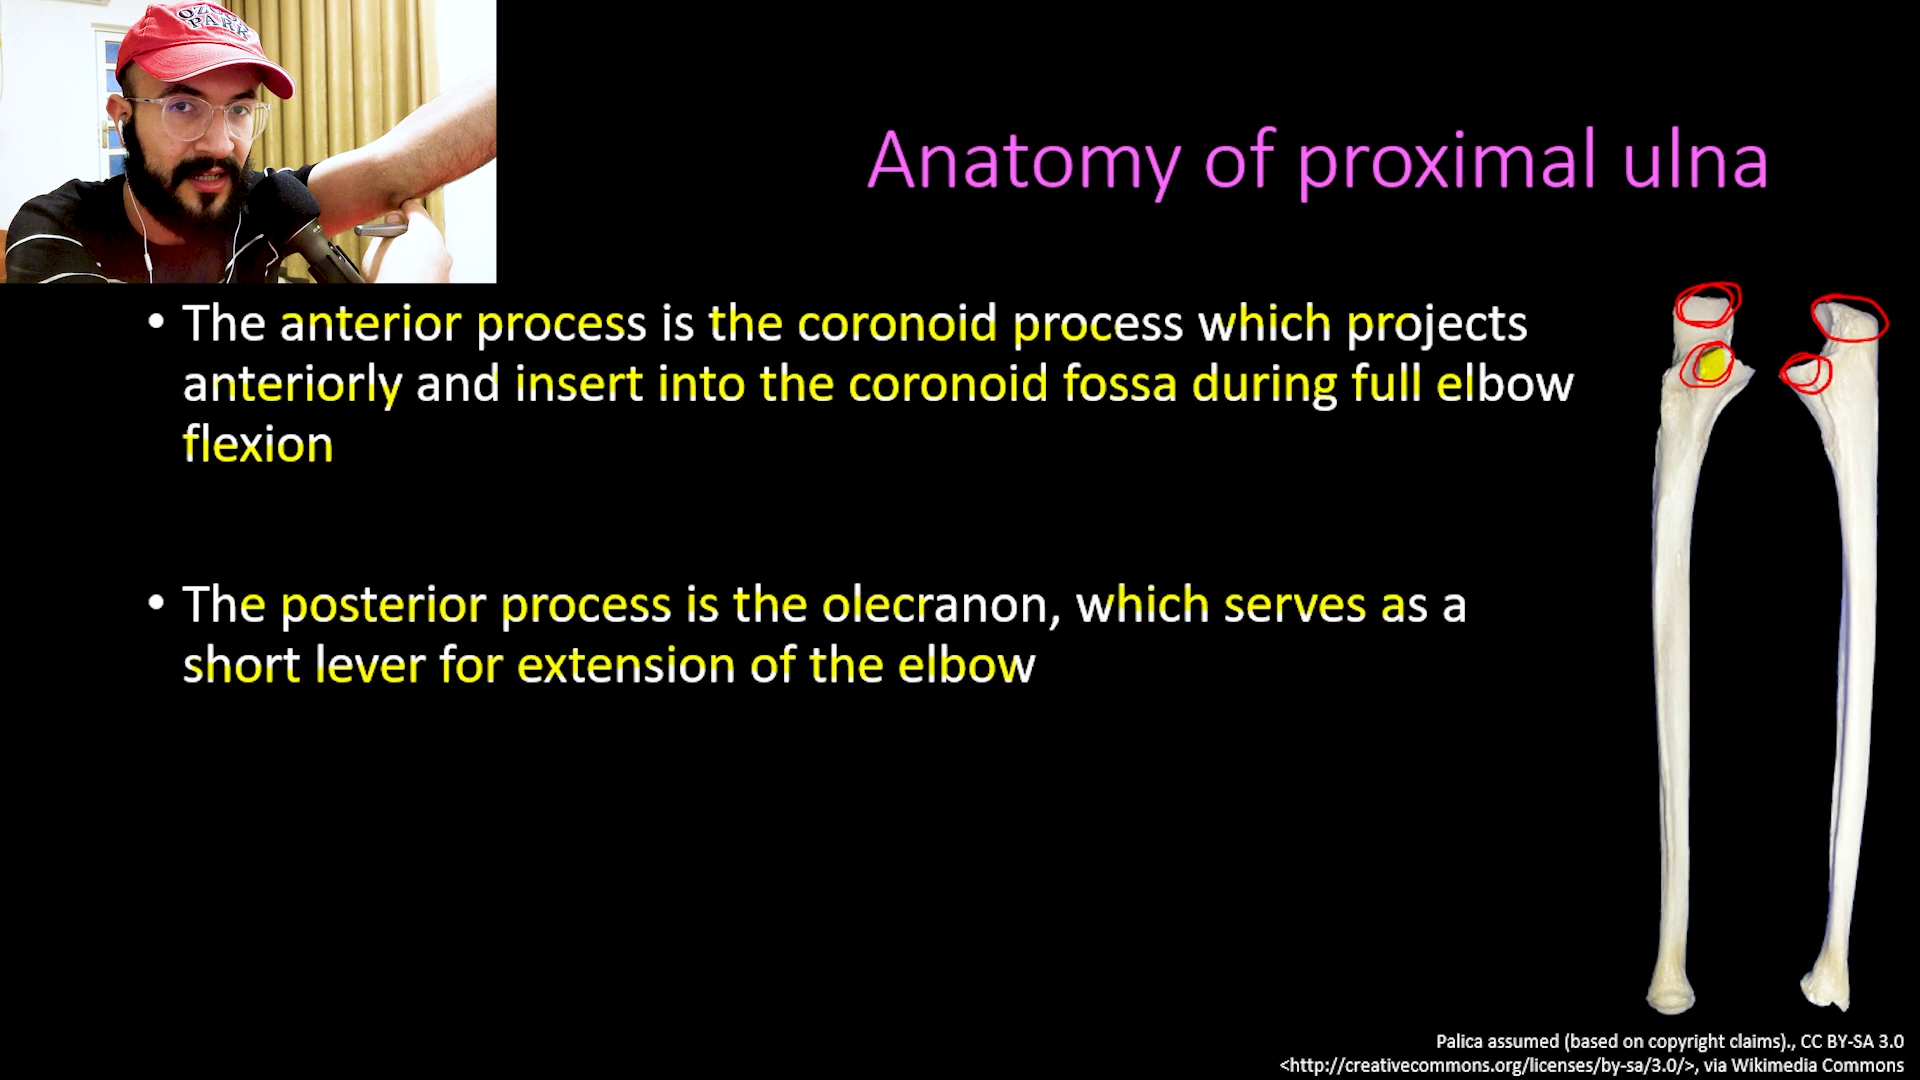 Anatomy of proximal ulna
• The anterior process is the coronoid process which projects
anteriorly and insert into the coronoid fossa during full elbow
flexion
• The posterior process is the olecranon, which serves as a
short lever for extension of the elbow
Palica assumed (based on copyright claims)., CC BY-SA 3.0
<http://creativecommons.org/licenses/by-sa/3.0/>, via Wikimedia Commons